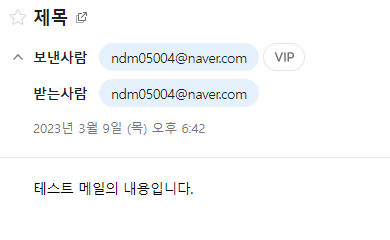 제목
보낸사람 ndm05004@naver.com VIP
받는사람 ndm05004@naver.com
2023년 3월 9일 (목) 오후 6:42
테스트 메일의 내용입니다.